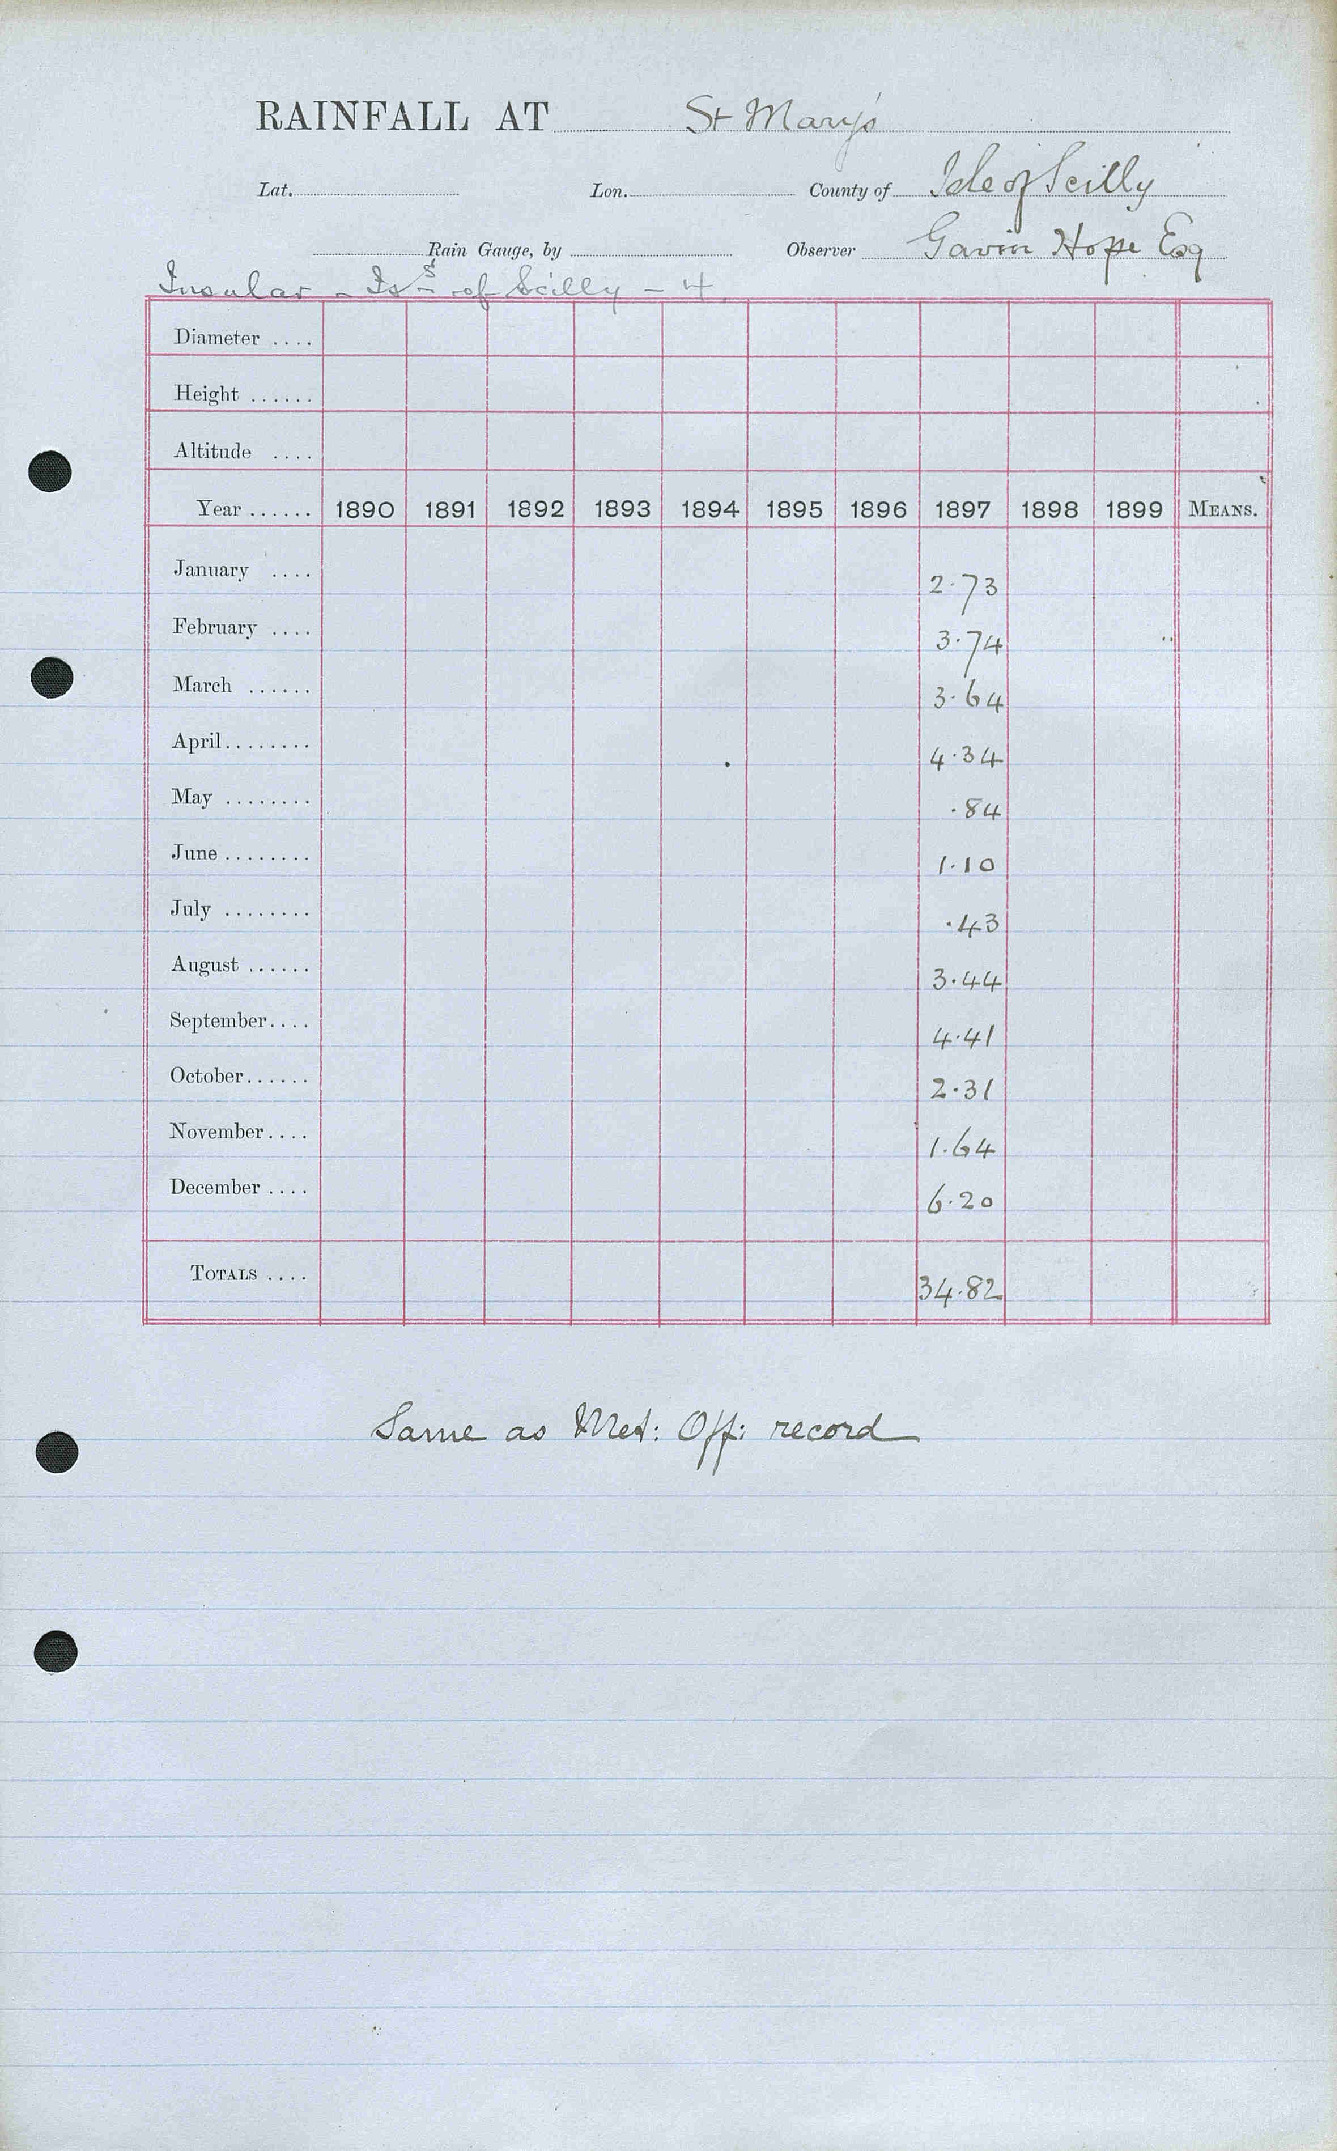 RAINFALL AT St Mary's
Lat. Lon. County of Isle of Scilly
Rain Gauge, by Observer Gavin Hope Esq
Insular - Is.s of Scilly - 4
Diameter ....
Height ......
Altitude ....
Year ...... 1890 1891 1892 1893 1894 1895 1896 1897 1898 1899 MEANS.
January .... 2.73
February .... 3.74
March ...... 3.64
April ........ 4.34
May ........ .84
June ........ 1.10
July ........ .43
August ...... 3.44
September .... 4.41
October ...... 2.31
November .... 1.64
December .... 6.20
TOTALS .... 34.82
Same as Met: Off: record